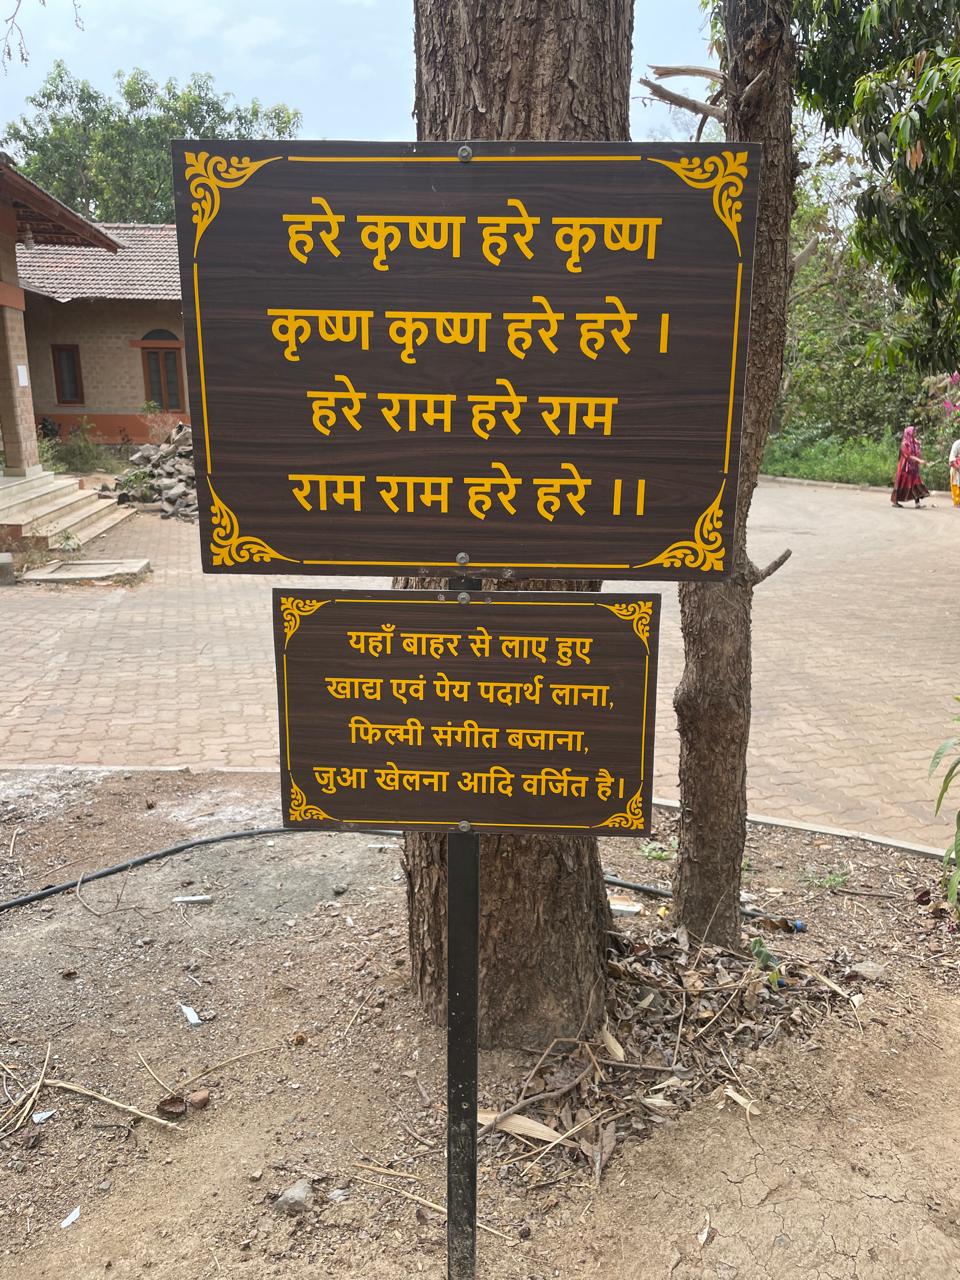 हरे कृष्ण हरे कृष्ण
कृष्ण कृष्ण हरे हरे ।
हरे राम हरे राम
राम राम हरे हरे ।।
यहाँ बाहर से लाए हुए
खाद्य एवं पेय पदार्थ लाना,
फिल्मी संगीत बजाना,
जुआ खेलना आदि वर्जित है।